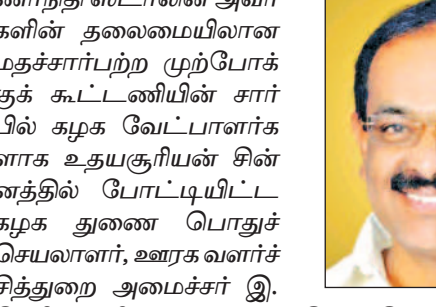 களின் தலைமையிலான
மதச்சார்பற்ற முற்போக்
குக் கூட்டணியின் சார்
பில் கழக வேட்பாளர்க
ளாக உதயசூரியன் சின்
னத்தில் போட்டியிட்ட
கழக துணை பொதுச்
செயலாளர், ஊரக வளர்ச்
சித்துறை அமைச்சர் இ.